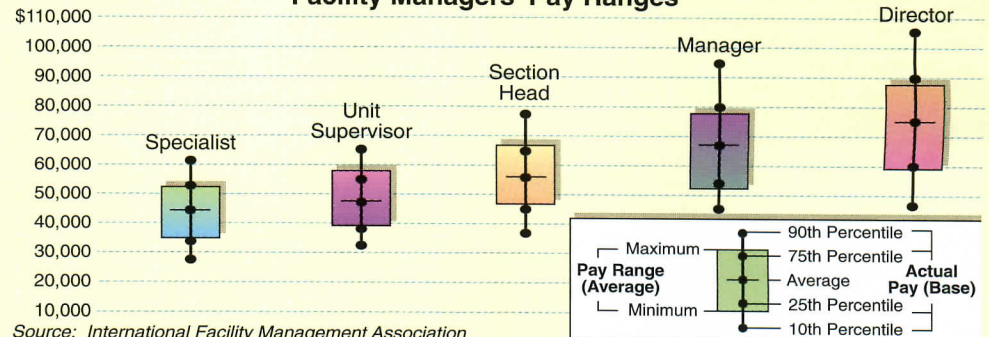 Facility Managers' Pay Ranges
$110,000
100,000
90,000
80,000
70,000
60,000
50,000
40,000
30,000
20,000
10,000
Specialist
Unit
Supervisor
Section
Head
Manager
Director
Maximum
Pay Range
(Average)
Minimum
90th Percentile
75th Percentile
Average
25th Percentile
10th Percentile
Actual
Pay (Base)
Source: International Facility Management Association